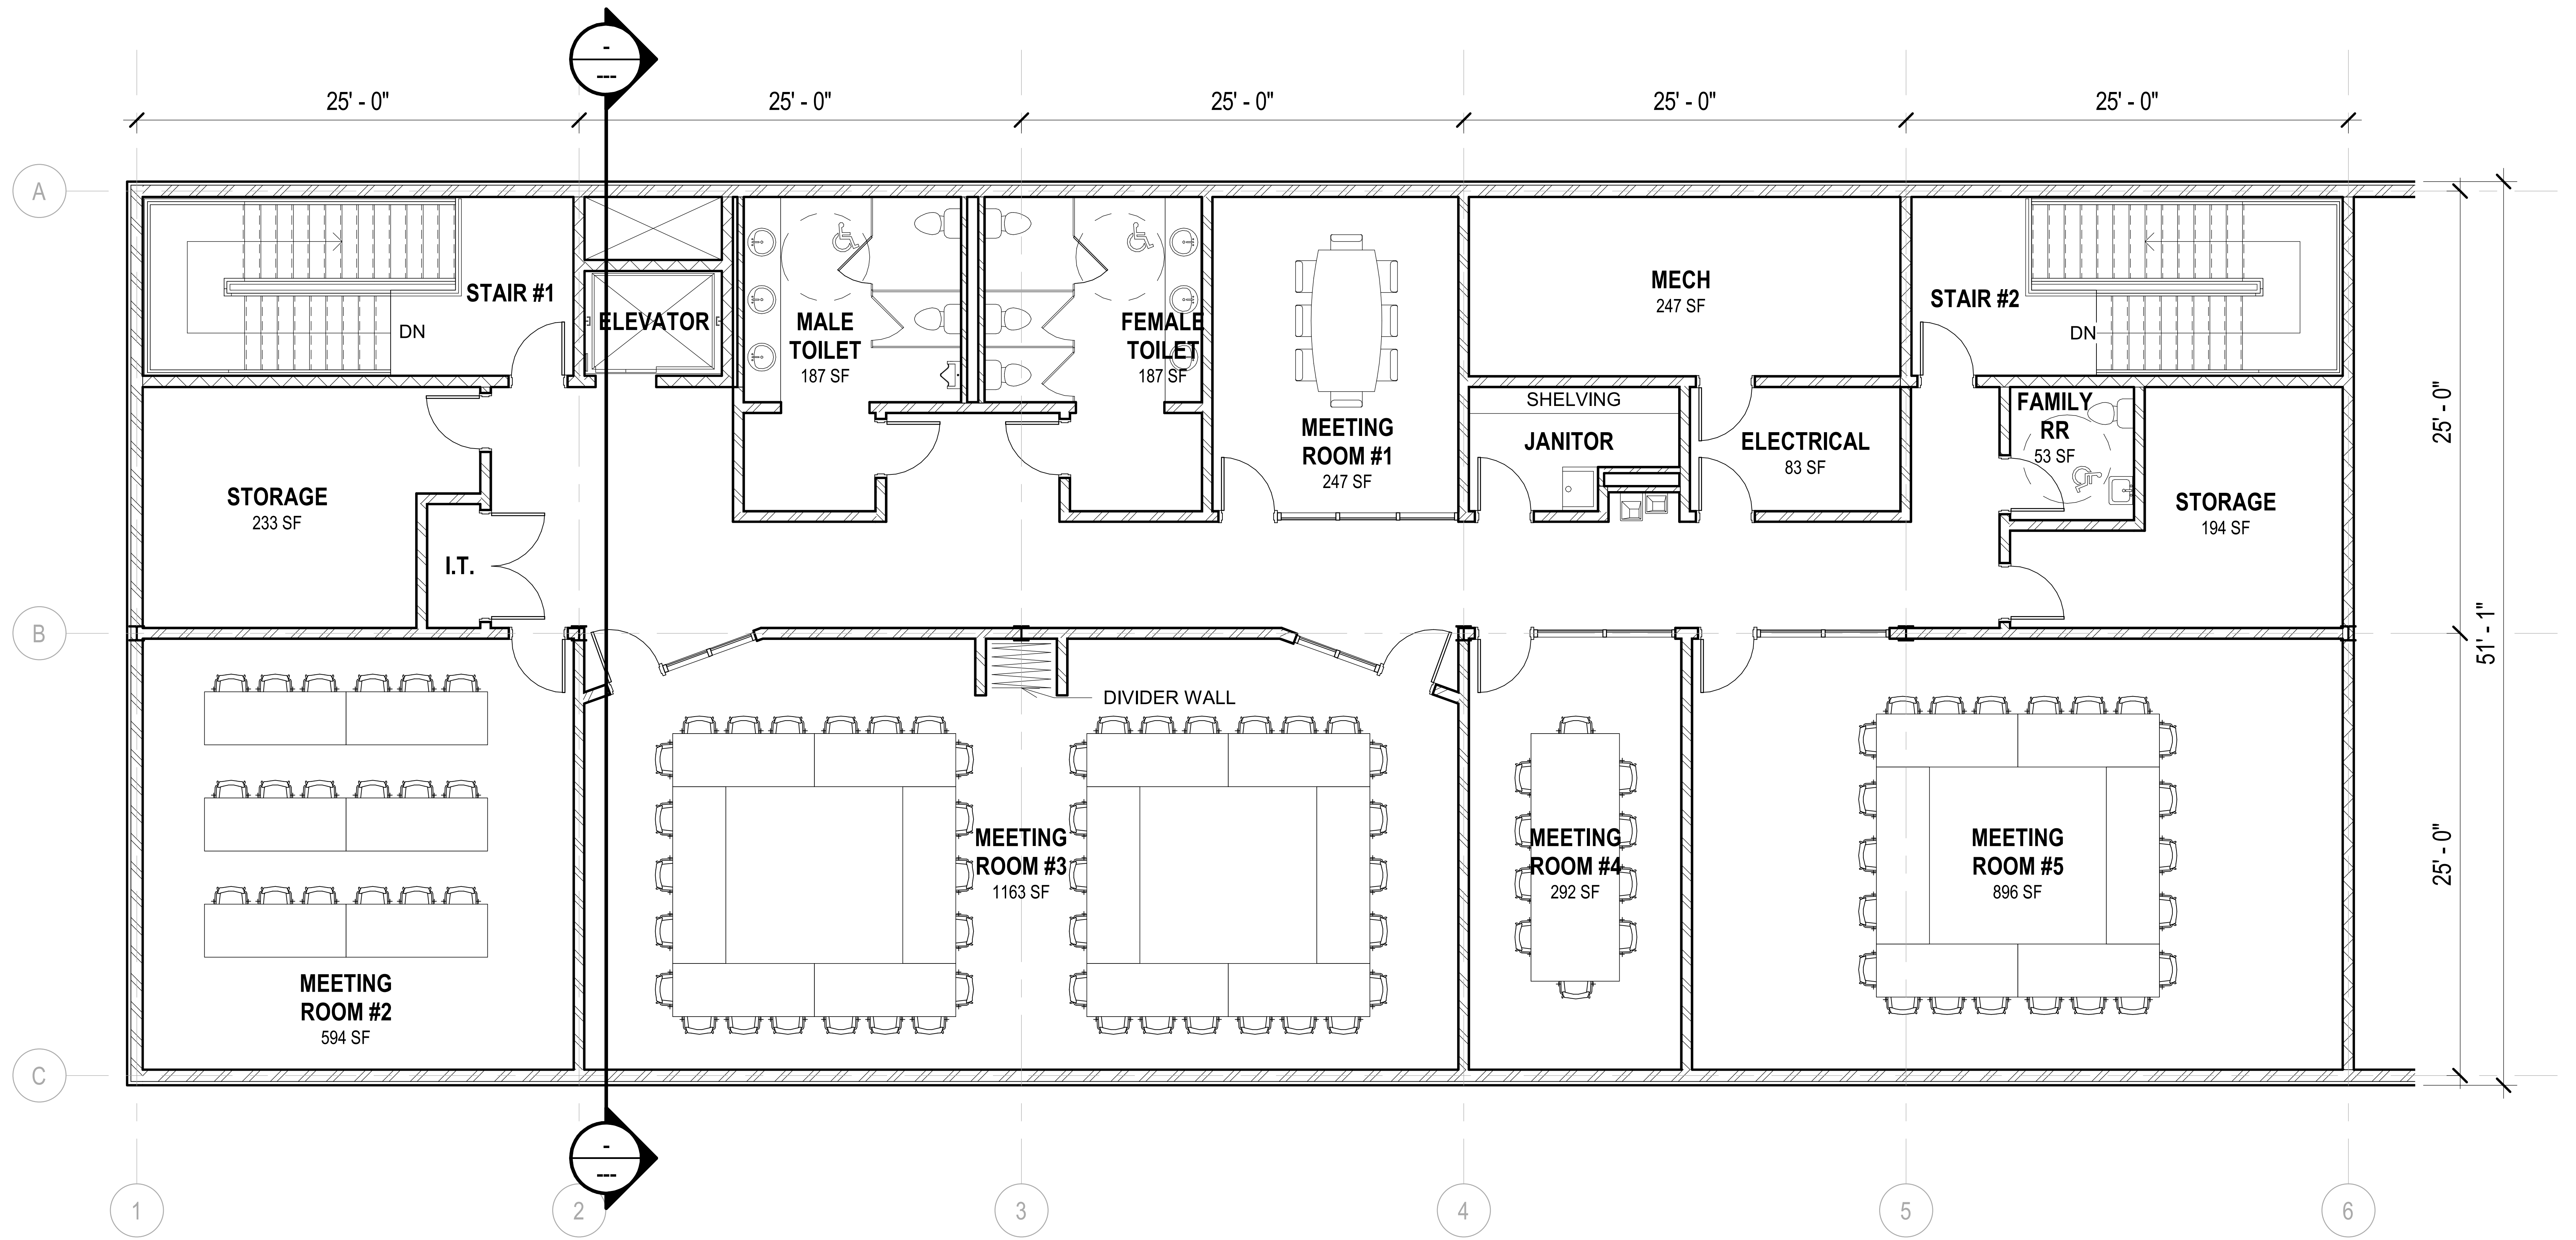 -
---
25' - 0"
25' - 0"
25' - 0"
25' - 0"
25' - 0"
A
STAIR #1
DN
ELEVATOR
MALE
TOILET
187 SF
FEMALE
TOILET
187 SF
MEETING
ROOM #1
247 SF
MECH
247 SF
STAIR #2
DN
SHELVING
JANITOR
ELECTRICAL
83 SF
FAMILY
RR
53 SF
STORAGE
194 SF
25' - 0"
STORAGE
233 SF
I.T.
B
51' - 1"
DIVIDER WALL
MEETING
ROOM #2
594 SF
MEETING
ROOM #3
1163 SF
MEETING
ROOM #4
292 SF
MEETING
ROOM #5
896 SF
25' - 0"
C
-
---
1
2
3
4
5
6